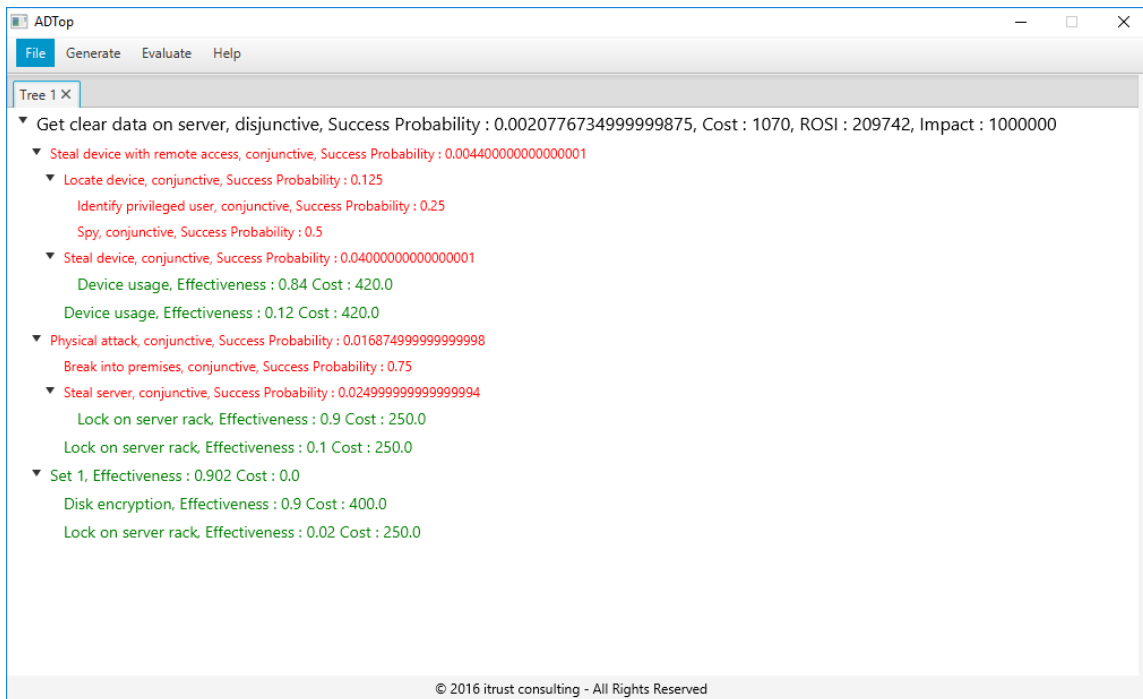 ADTop
File Generate Evaluate Help
Tree 1
Get clear data on server, disjunctive, Success Probability : 0.0020776734999999875, Cost : 1070, ROSI : 209742, Impact : 1000000
Steal device with remote access, conjunctive, Success Probability : 0.004400000000000001
Locate device, conjunctive, Success Probability : 0.125
Identify privileged user, conjunctive, Success Probability : 0.25
Spy, conjunctive, Success Probability : 0.5
Steal device, conjunctive, Success Probability : 0.04000000000000001
Device usage, Effectiveness : 0.84 Cost : 420.0
Device usage, Effectiveness : 0.12 Cost : 420.0
Physical attack, conjunctive, Success Probability : 0.016874999999999998
Break into premises, conjunctive, Success Probability : 0.75
Steal server, conjunctive, Success Probability : 0.024999999999999994
Lock on server rack, Effectiveness : 0.9 Cost : 250.0
Lock on server rack, Effectiveness : 0.1 Cost : 250.0
Set 1, Effectiveness : 0.902 Cost : 0.0
Disk encryption, Effectiveness : 0.9 Cost : 400.0
Lock on server rack, Effectiveness : 0.02 Cost : 250.0
© 2016 itrust consulting - All Rights Reserved